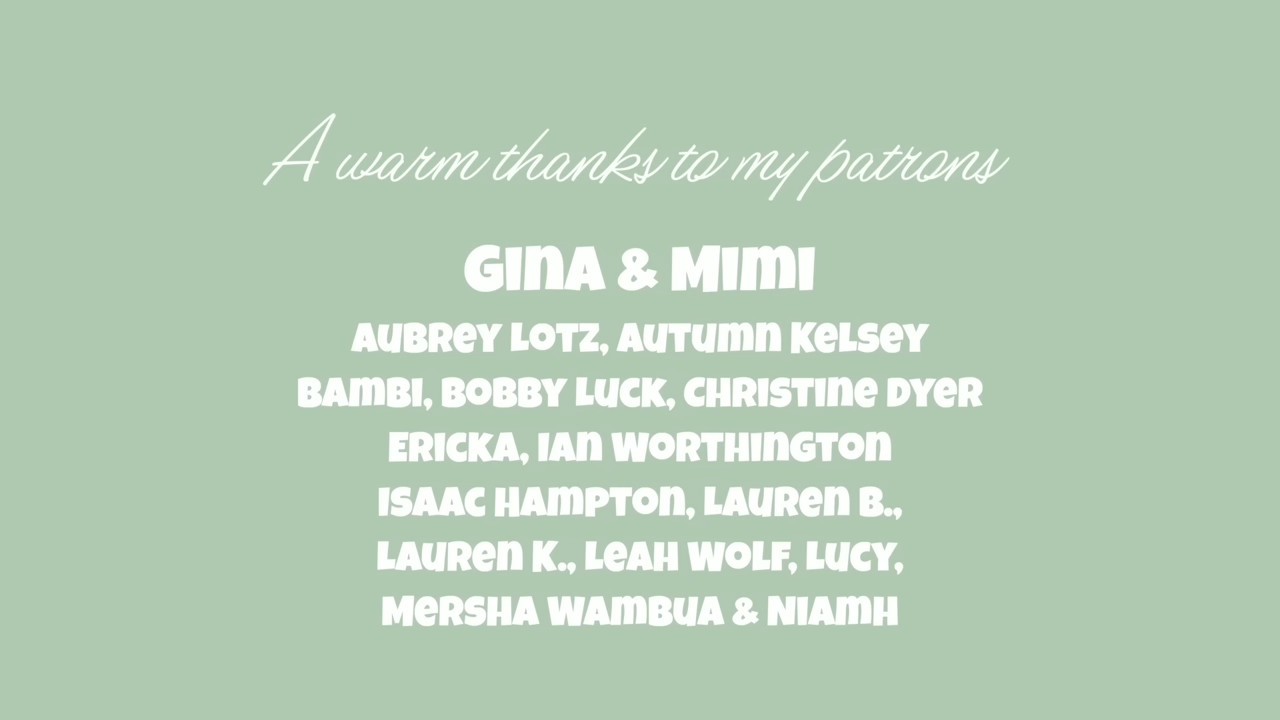 A warm thanks to my patrons
Gina & Mimi
Aubrey Lotz, Autumn Kelsey
Bambi, Bobby Luck, Christine Dyer
Ericka, Ian Worthington
Isaac Hampton, Lauren B.,
Lauren K., Leah Wolf, Lucy,
Mersha Wambua & Niamh